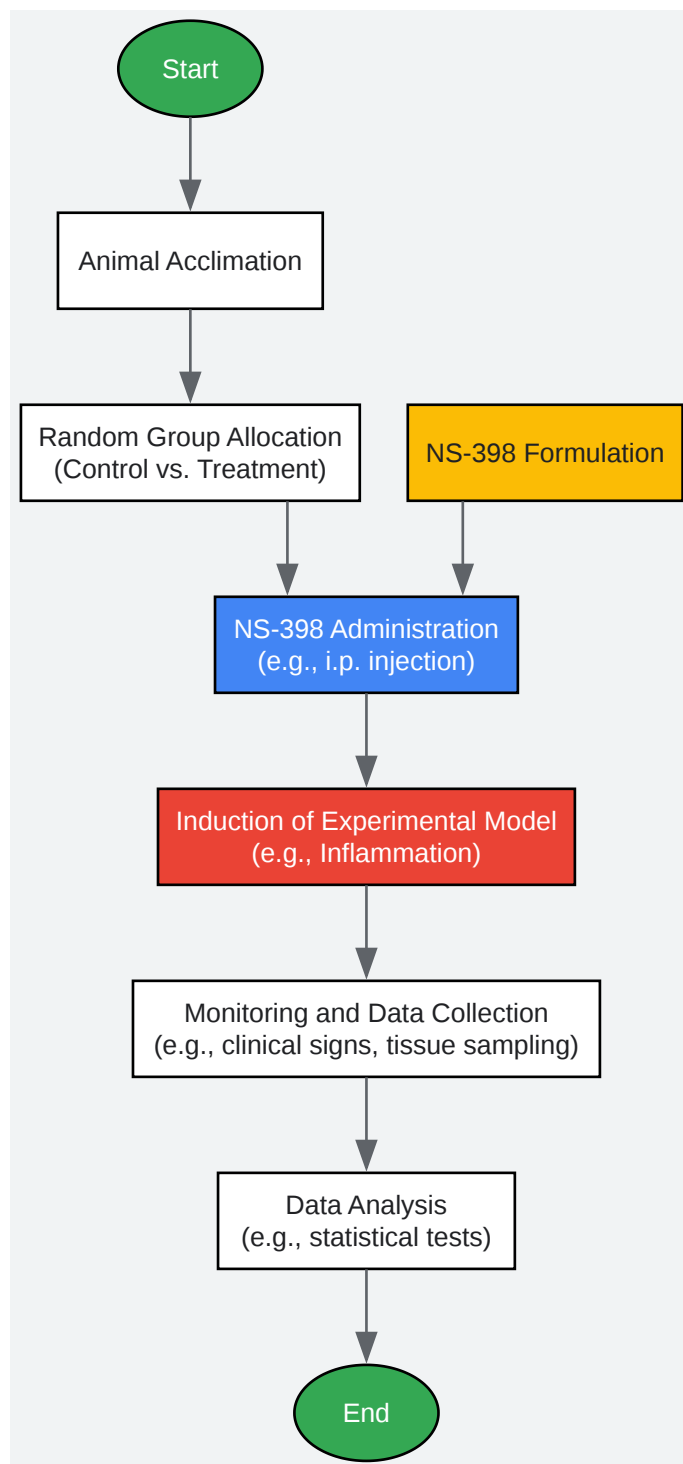 Start
Animal Acclimation
Random Group Allocation
(Control vs. Treatment)
NS-398 Formulation
NS-398 Administration
(e.g., i.p. injection)
Induction of Experimental Model
(e.g., Inflammation)
Monitoring and Data Collection
(e.g., clinical signs, tissue sampling)
Data Analysis
(e.g., statistical tests)
End